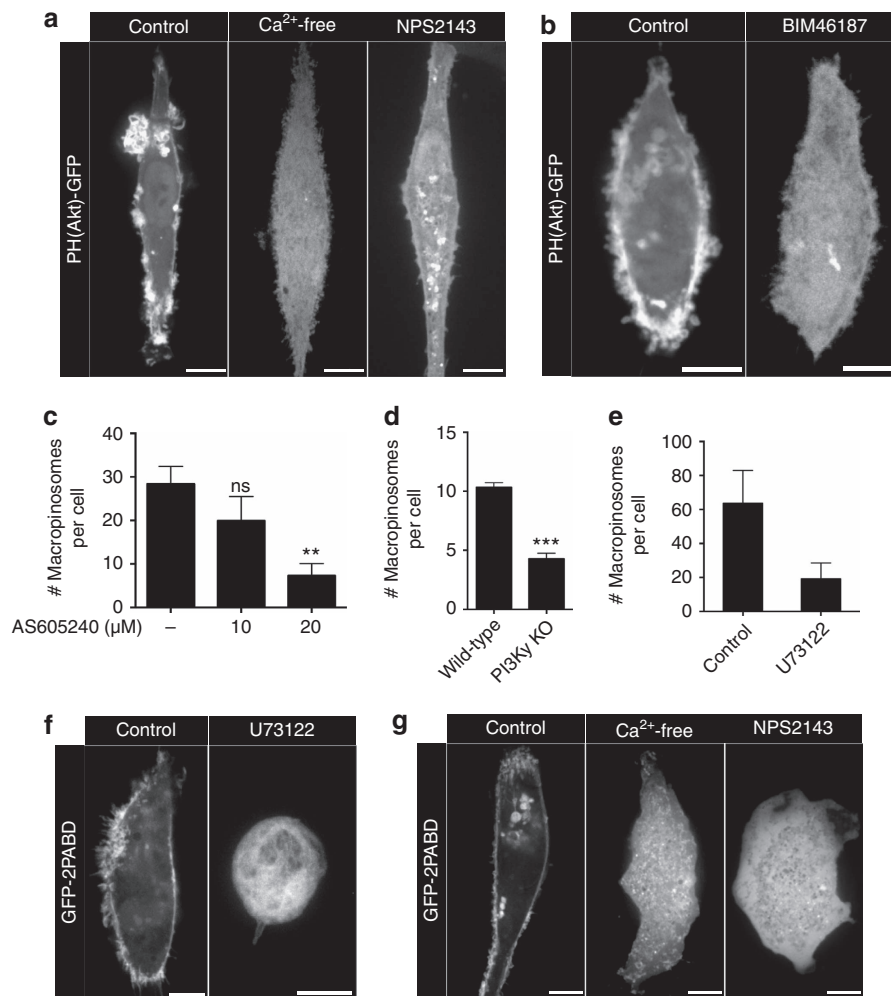 a
Control
Ca2+-free
NPS2143
PH(Akt)-GFP
b
Control
BIM46187
PH(Akt)-GFP
c
# Macropinosomes
per cell
40
30
20
10
0
ns
**
AS605240 (μM)
–
10
20
d
# Macropinosomes
per cell
15
10
5
0
***
Wild-type
PI3Ky KO
e
# Macropinosomes
per cell
100
80
60
40
20
0
Control
U73122
f
Control
U73122
GFP-2PABD
g
Control
Ca2+-free
NPS2143
GFP-2PABD